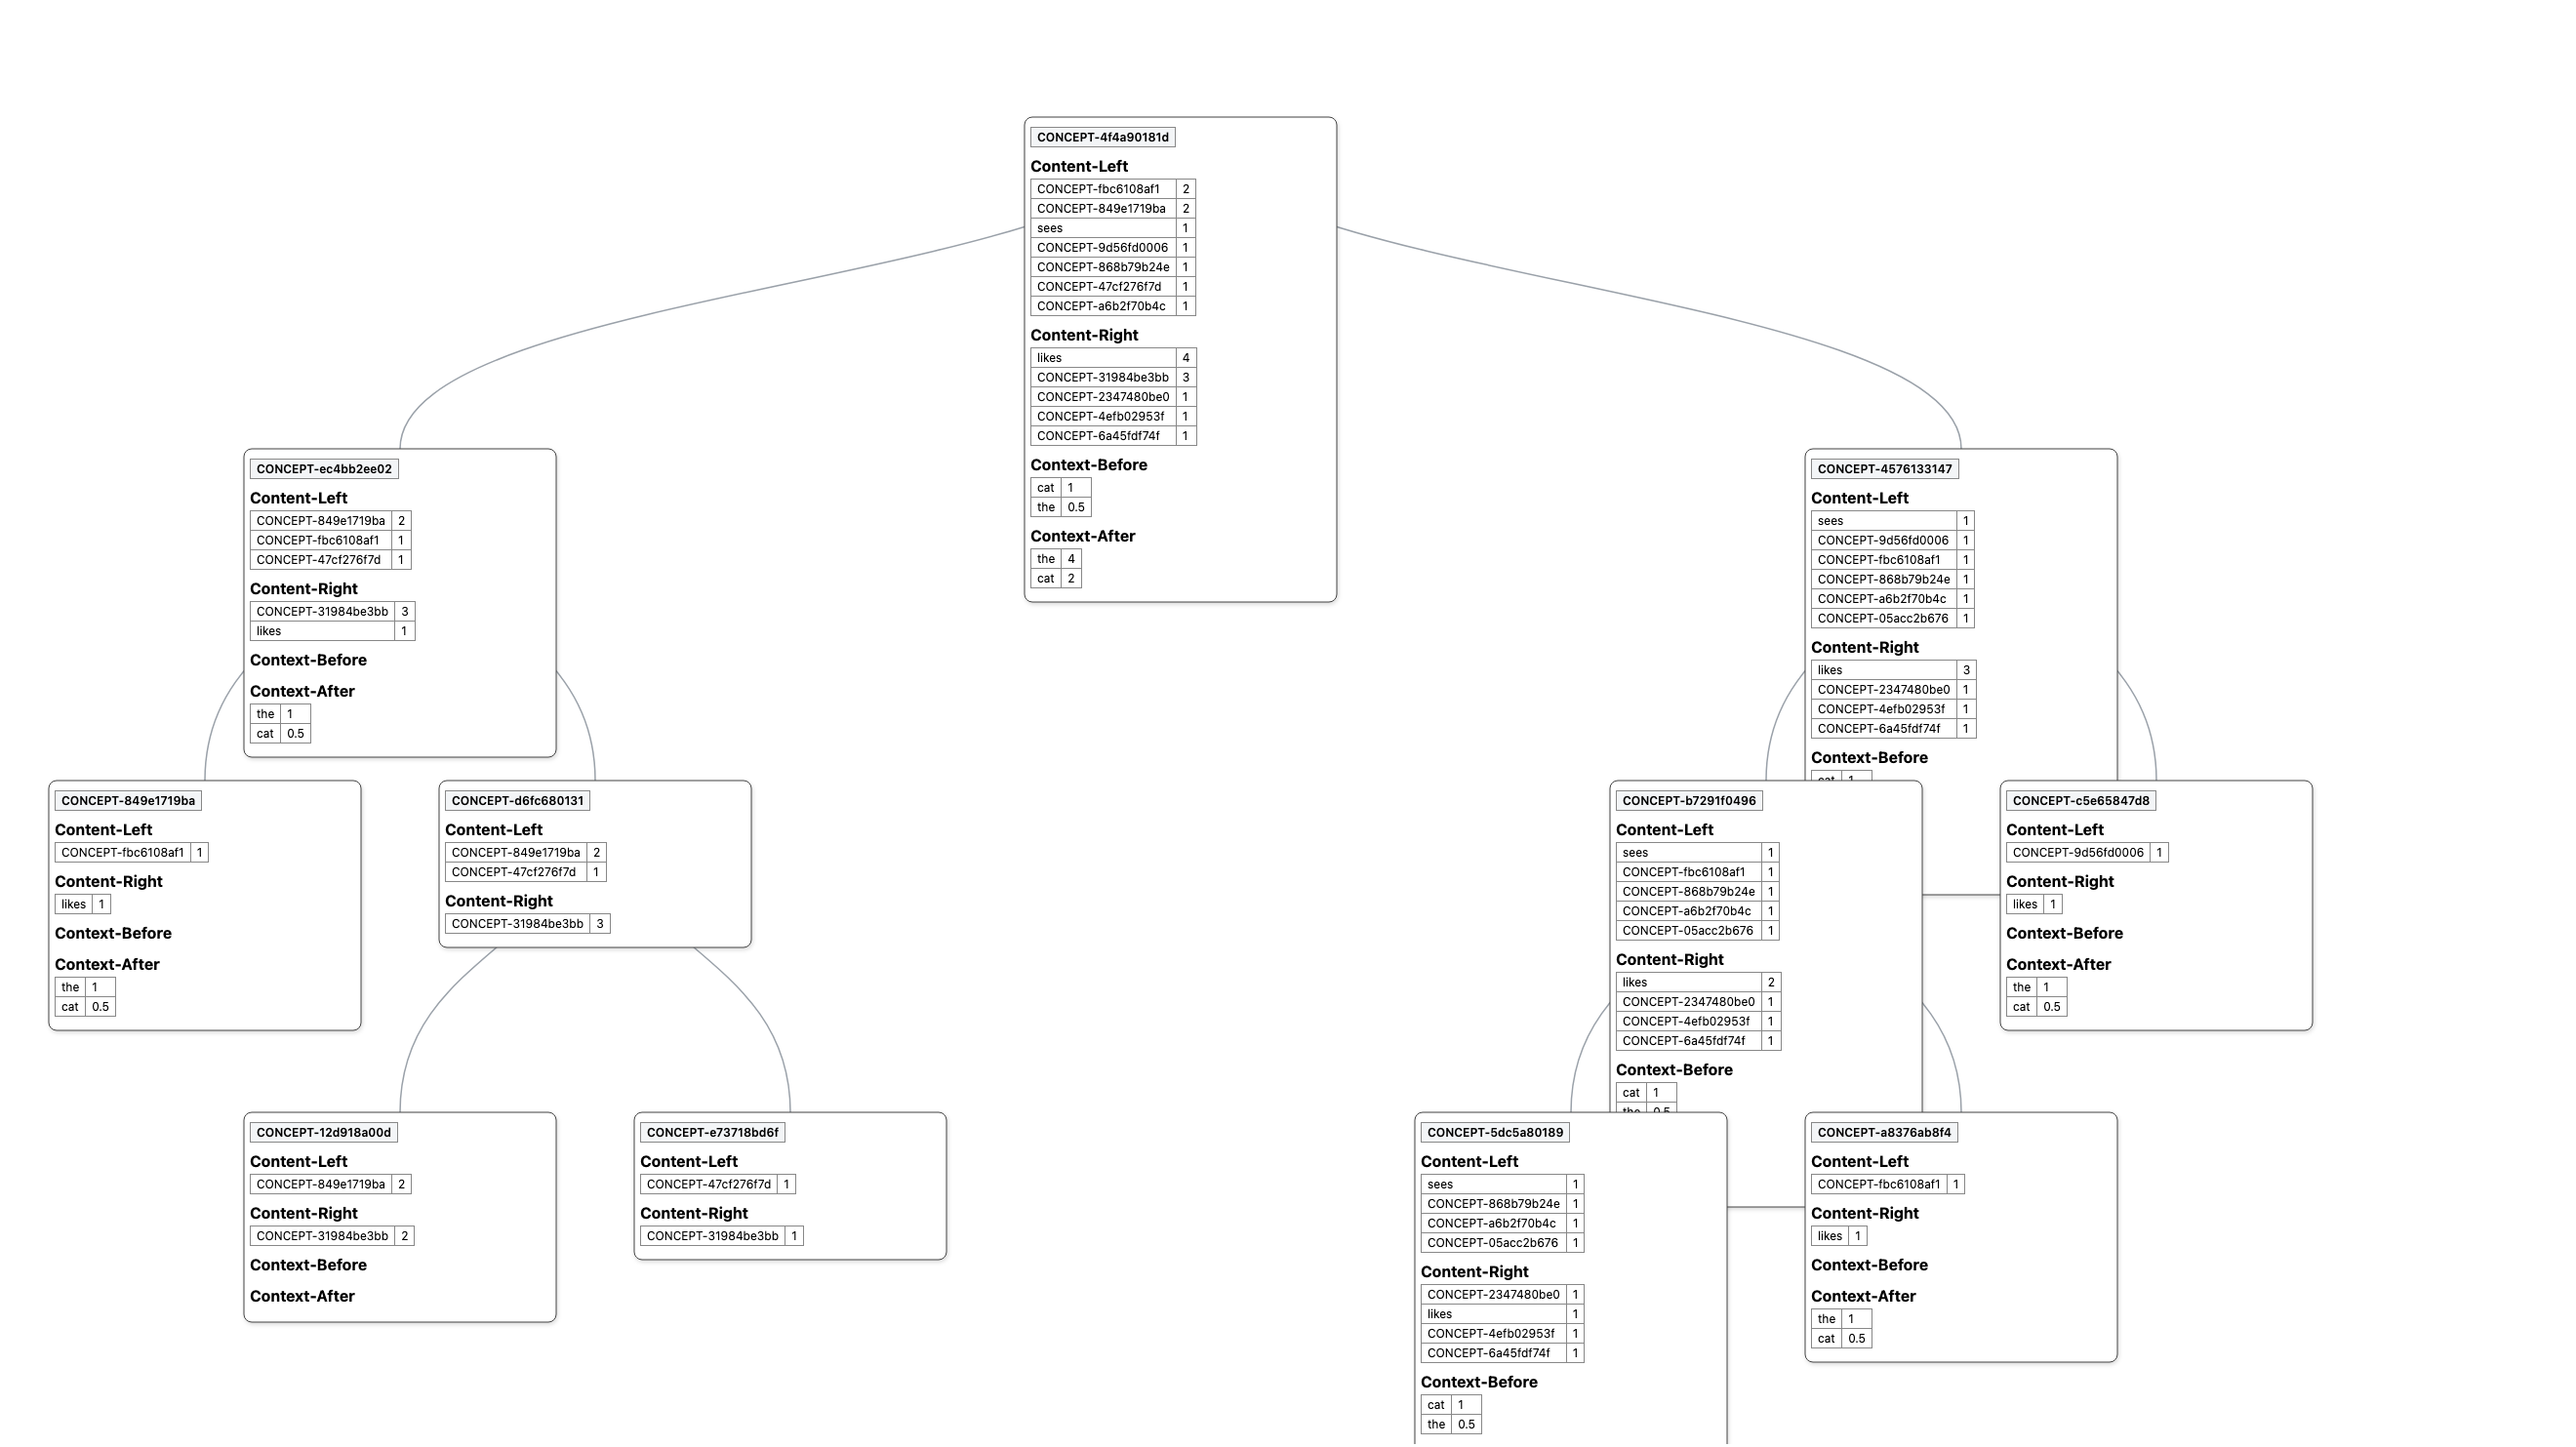 CONCEPT-4f4a90181d
Content-Left
CONCEPT-fbc6108af1 2
CONCEPT-849e1719ba 2
sees 1
CONCEPT-9d56fd0006 1
CONCEPT-868b79b24e 1
CONCEPT-47cf276f7d 1
CONCEPT-a6b2f70b4c 1
Content-Right
likes 4
CONCEPT-31984be3bb 3
CONCEPT-2347480be0 1
CONCEPT-4efb02953f 1
CONCEPT-6a45fdf74f 1
Context-Before
cat 1
the 0.5
Context-After
the 4
cat 2
CONCEPT-ec4bb2ee02
Content-Left
CONCEPT-849e1719ba 2
CONCEPT-fbc6108af1 1
CONCEPT-47cf276f7d 1
Content-Right
CONCEPT-31984be3bb 3
likes 1
Context-Before
Context-After
the 1
cat 0.5
CONCEPT-4576133147
Content-Left
sees 1
CONCEPT-9d56fd0006 1
CONCEPT-fbc6108af1 1
CONCEPT-868b79b24e 1
CONCEPT-a6b2f70b4c 1
CONCEPT-05acc2b676 1
Content-Right
likes 3
CONCEPT-2347480be0 1
CONCEPT-4efb02953f 1
CONCEPT-6a45fdf74f 1
Context-Before
cat 1
CONCEPT-849e1719ba
Content-Left
CONCEPT-fbc6108af1 1
Content-Right
likes 1
Context-Before
Context-After
the 1
cat 0.5
CONCEPT-d6fc680131
Content-Left
CONCEPT-849e1719ba 2
CONCEPT-47cf276f7d 1
Content-Right
CONCEPT-31984be3bb 3
CONCEPT-b7291f0496
Content-Left
sees 1
CONCEPT-fbc6108af1 1
CONCEPT-868b79b24e 1
CONCEPT-a6b2f70b4c 1
CONCEPT-05acc2b676 1
Content-Right
likes 2
CONCEPT-2347480be0 1
CONCEPT-4efb02953f 1
CONCEPT-6a45fdf74f 1
Context-Before
cat 1
the 0.5
CONCEPT-c5e65847d8
Content-Left
CONCEPT-9d56fd0006 1
Content-Right
likes 1
Context-Before
Context-After
the 1
cat 0.5
CONCEPT-12d918a00d
Content-Left
CONCEPT-849e1719ba 2
Content-Right
CONCEPT-31984be3bb 2
Context-Before
Context-After
CONCEPT-e73718bd6f
Content-Left
CONCEPT-47cf276f7d 1
Content-Right
CONCEPT-31984be3bb 1
CONCEPT-5dc5a80189
Content-Left
sees 1
CONCEPT-868b79b24e 1
CONCEPT-a6b2f70b4c 1
CONCEPT-05acc2b676 1
Content-Right
CONCEPT-2347480be0 1
likes 1
CONCEPT-4efb02953f 1
CONCEPT-6a45fdf74f 1
Context-Before
cat 1
the 0.5
CONCEPT-a8376ab8f4
Content-Left
CONCEPT-fbc6108af1 1
Content-Right
likes 1
Context-Before
Context-After
the 1
cat 0.5